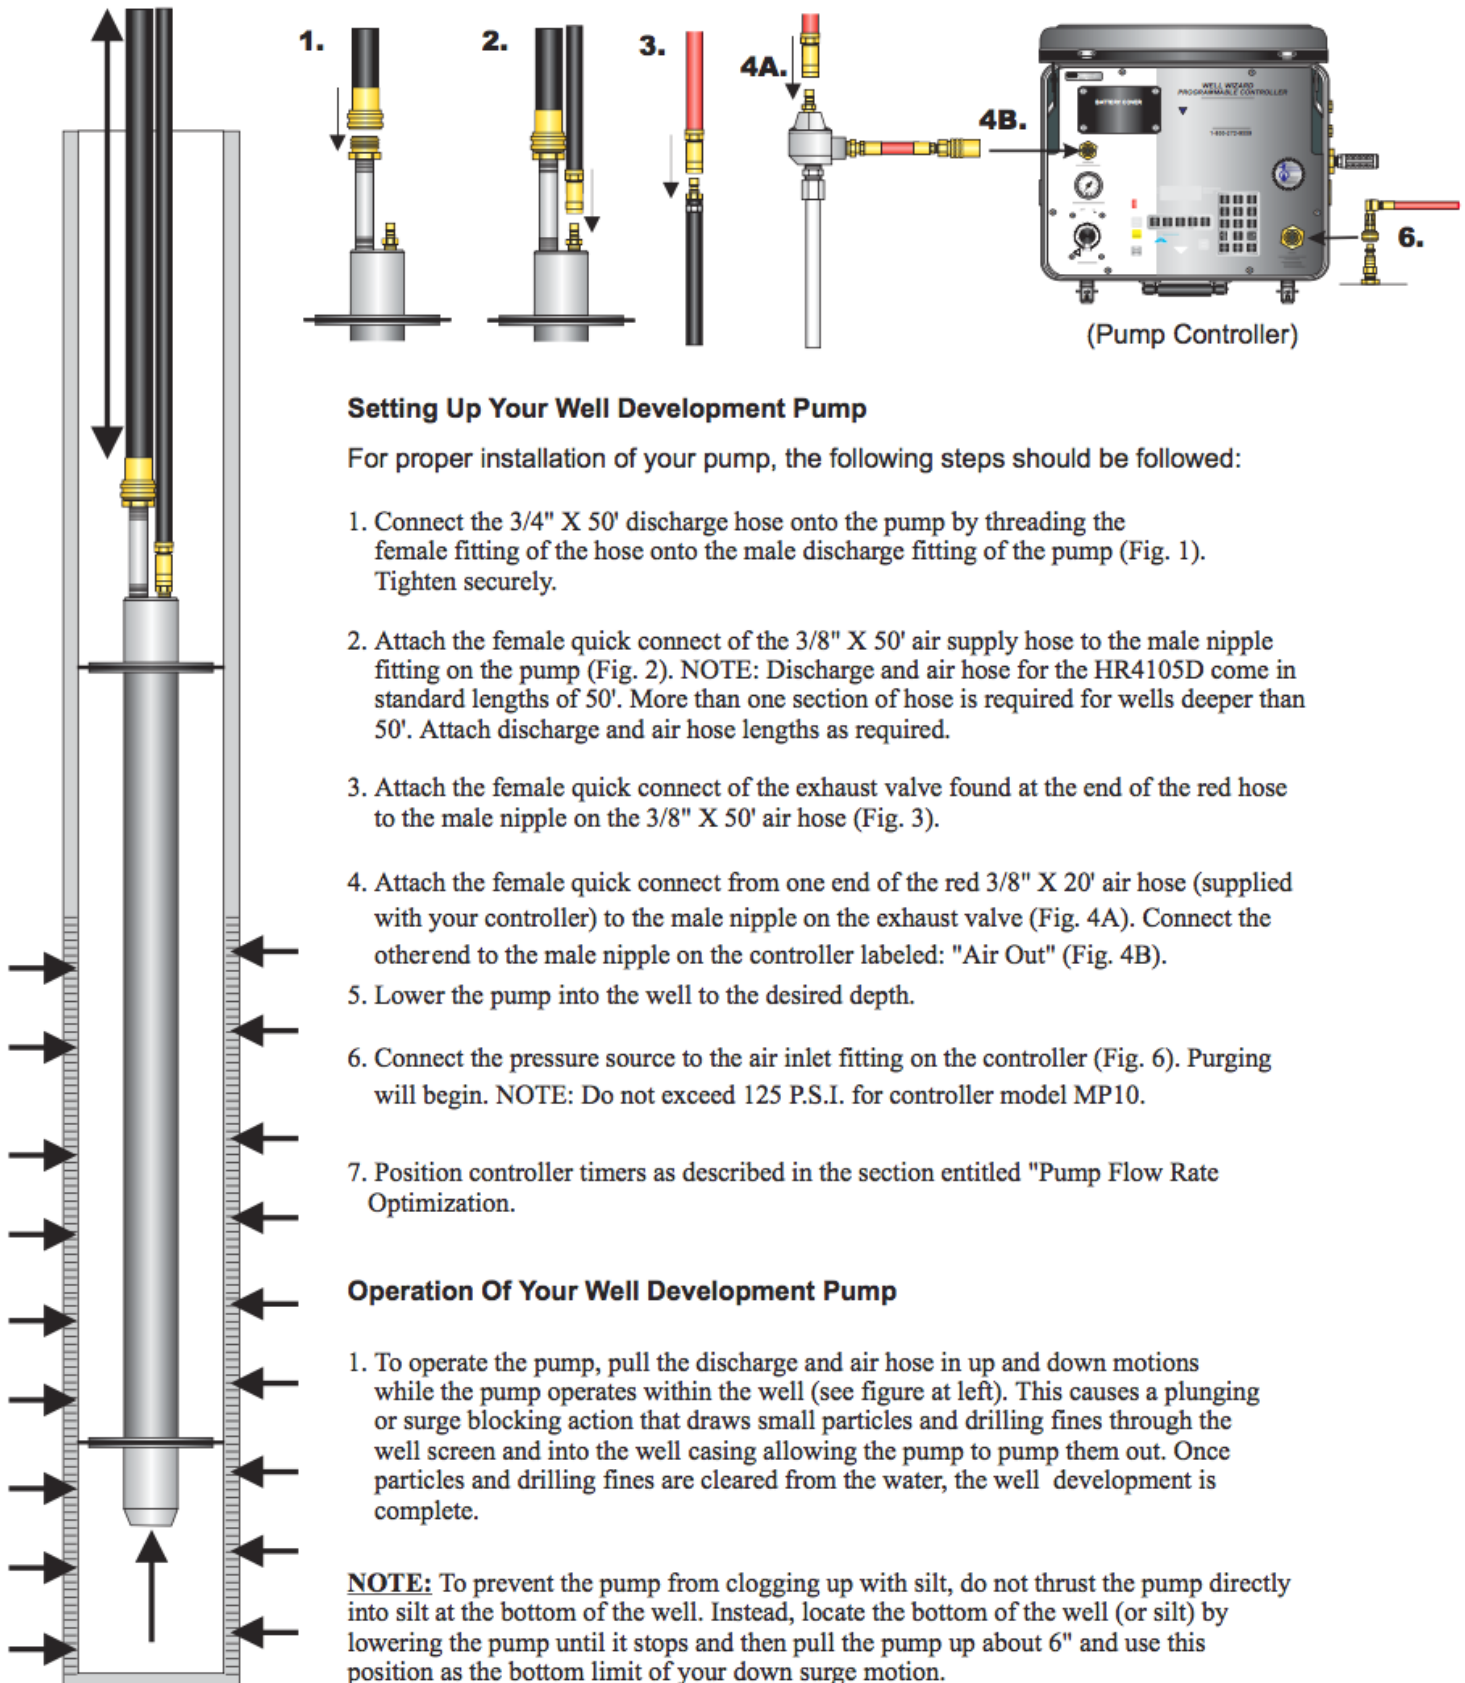 1.
2.
3.
4A.
4B.
WELL WIZARD
PROGRAMMABLE CONTROLLER
BATTERY COVER
6.
(Pump Controller)
Setting Up Your Well Development Pump
For proper installation of your pump, the following steps should be followed:
1. Connect the 3/4" X 50' discharge hose onto the pump by threading the
female fitting of the hose onto the male discharge fitting of the pump (Fig. 1).
Tighten securely.
2. Attach the female quick connect of the 3/8" X 50' air supply hose to the male nipple
fitting on the pump (Fig. 2). NOTE: Discharge and air hose for the HR4105D come in
standard lengths of 50'. More than one section of hose is required for wells deeper than
50'. Attach discharge and air hose lengths as required.
3. Attach the female quick connect of the exhaust valve found at the end of the red hose
to the male nipple on the 3/8" X 50' air hose (Fig. 3).
4. Attach the female quick connect from one end of the red 3/8" X 20' air hose (supplied
with your controller) to the male nipple on the exhaust valve (Fig. 4A). Connect the
otherend to the male nipple on the controller labeled: "Air Out" (Fig. 4B).
5. Lower the pump into the well to the desired depth.
6. Connect the pressure source to the air inlet fitting on the controller (Fig. 6). Purging
will begin. NOTE: Do not exceed 125 P.S.I. for controller model MP10.
7. Position controller timers as described in the section entitled "Pump Flow Rate
Optimization.
Operation Of Your Well Development Pump
1. To operate the pump, pull the discharge and air hose in up and down motions
while the pump operates within the well (see figure at left). This causes a plunging
or surge blocking action that draws small particles and drilling fines through the
well screen and into the well casing allowing the pump to pump them out. Once
particles and drilling fines are cleared from the water, the well development is
complete.
NOTE: To prevent the pump from clogging up with silt, do not thrust the pump directly
into silt at the bottom of the well. Instead, locate the bottom of the well (or silt) by
lowering the pump until it stops and then pull the pump up about 6" and use this
position as the bottom limit of your down surge motion.